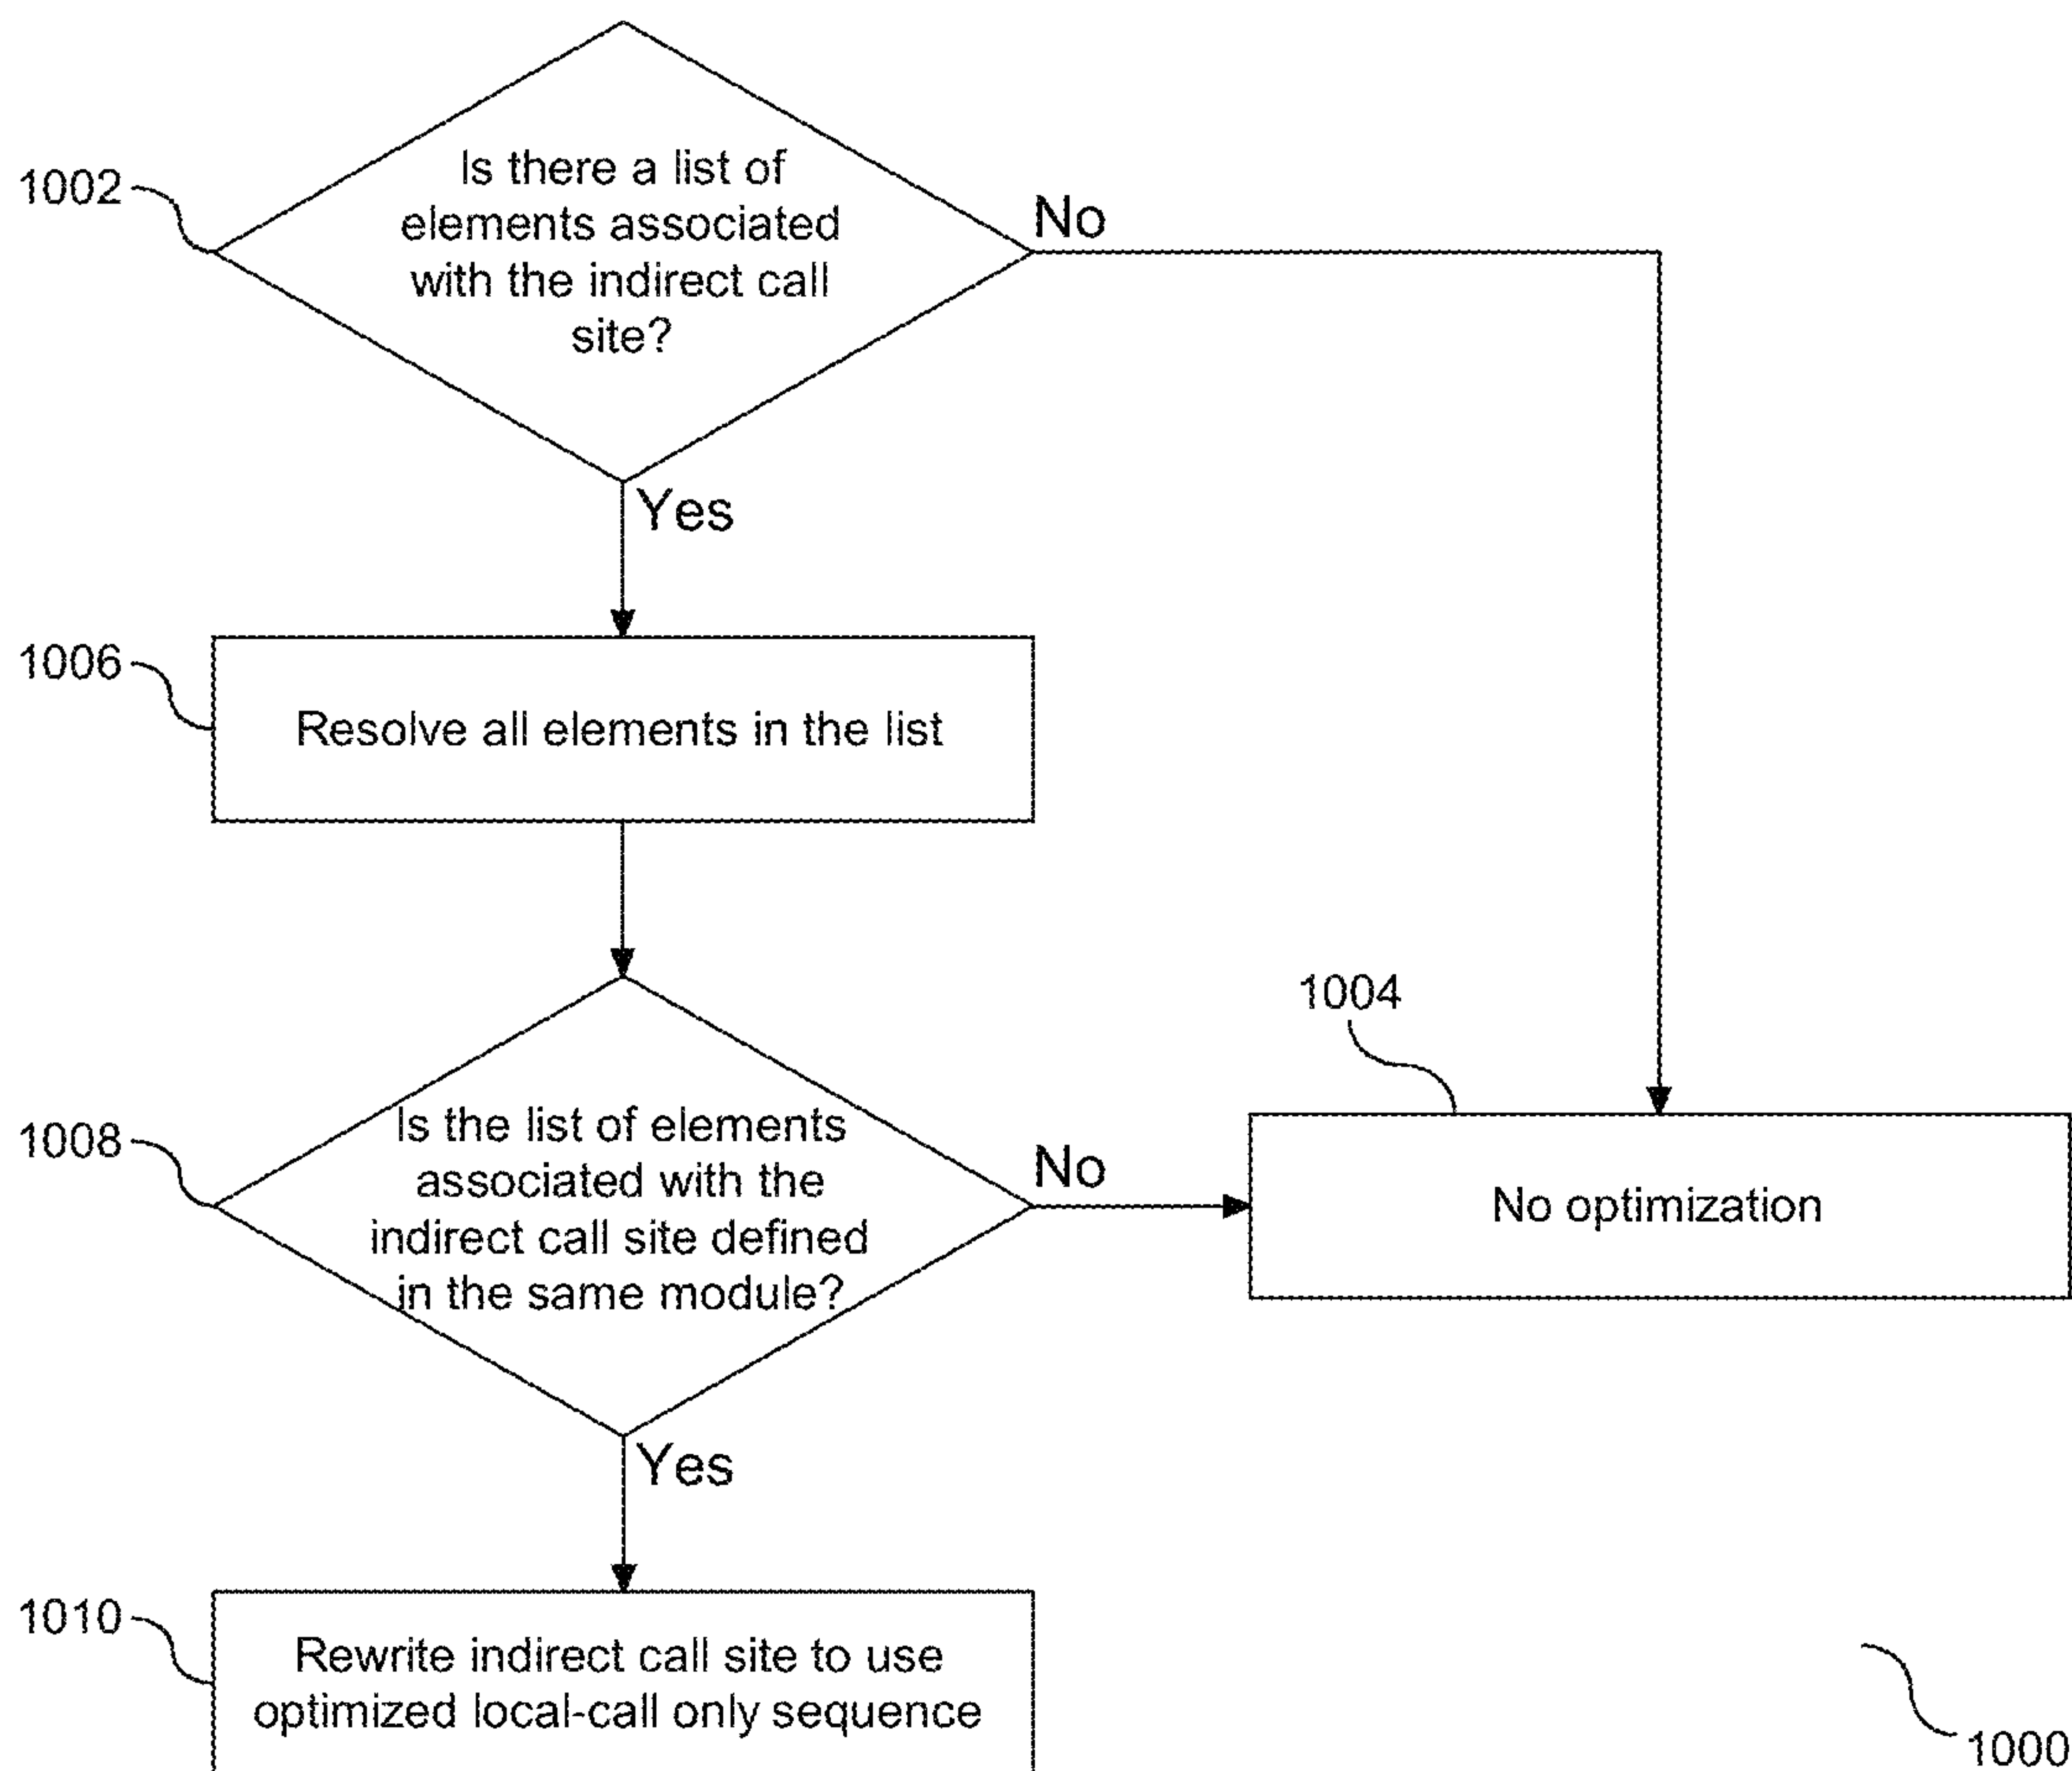 1002
Is there a list of
elements associated
with the indirect call
site?
No
Yes
1006
Resolve all elements in the list
1004
1008
Is the list of elements
associated with the
indirect call site defined
in the same module?
No
No optimization
Yes
1010
Rewrite indirect call site to use
optimized local-call only sequence
1000